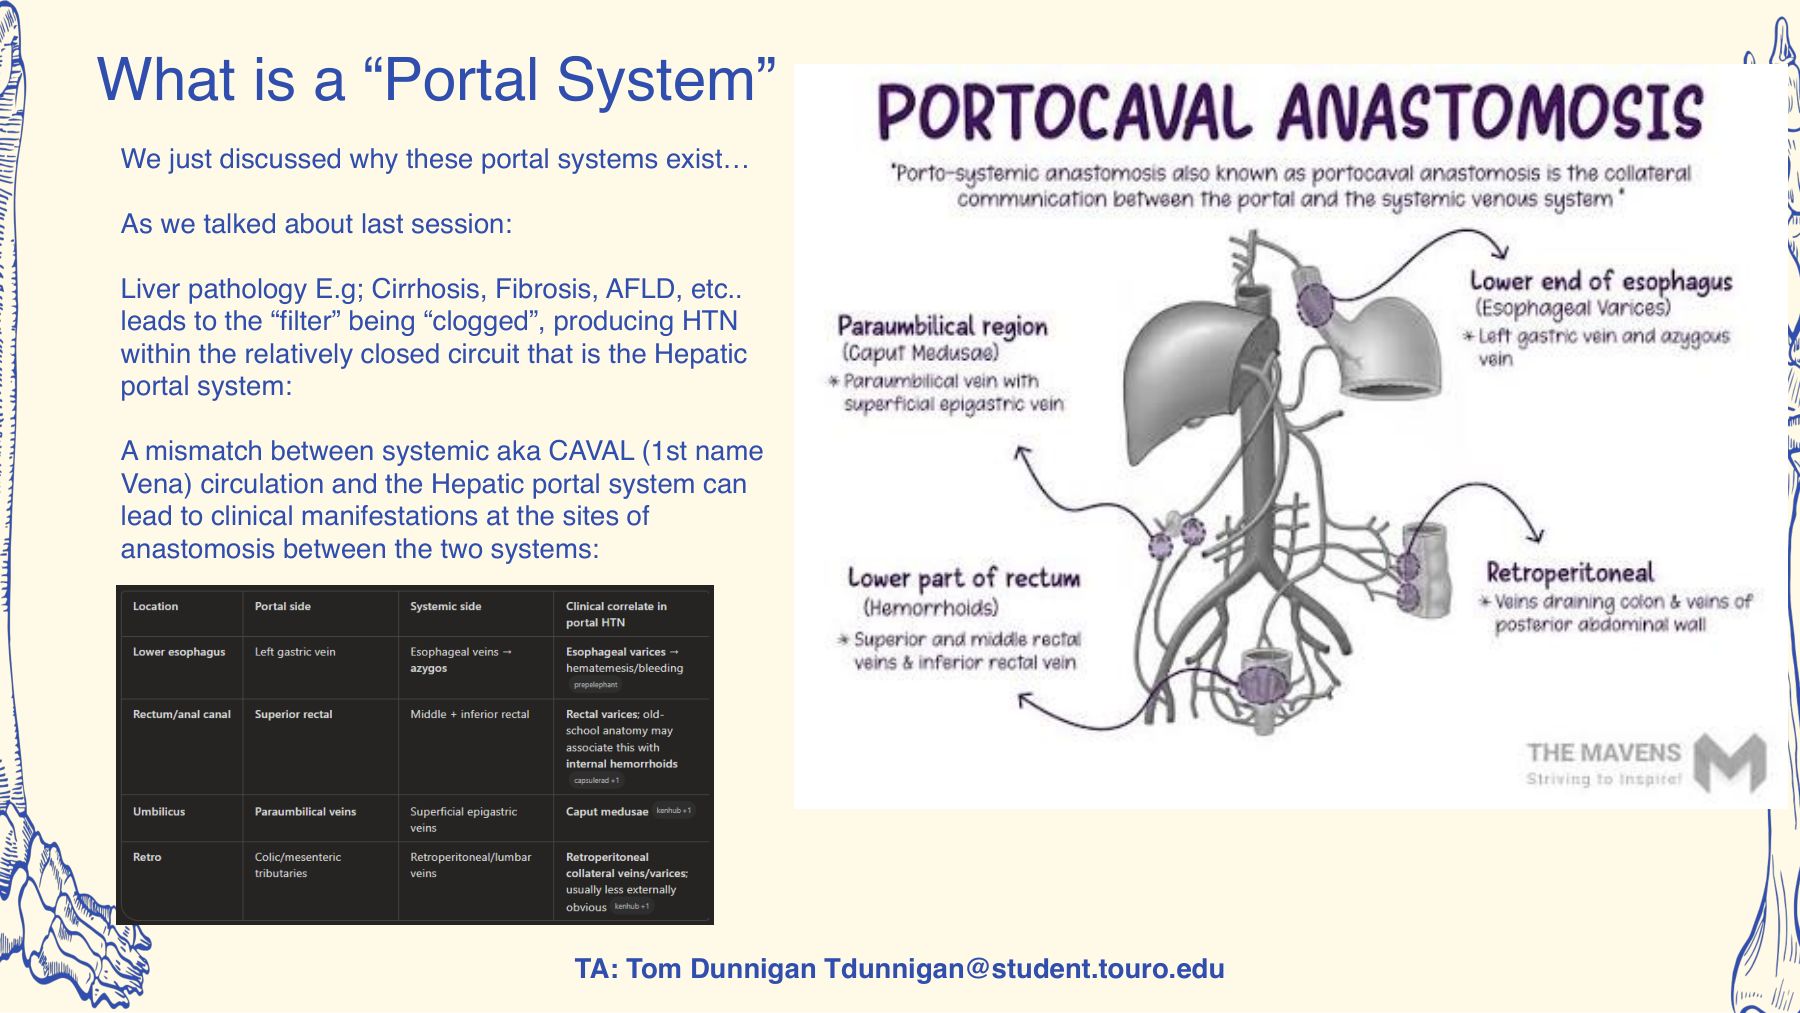 What is a “Portal System”
We just discussed why these portal systems exist…
As we talked about last session:
Liver pathology E.g; Cirrhosis, Fibrosis, AFLD, etc..
leads to the “filter” being “clogged”, producing HTN
within the relatively closed circuit that is the Hepatic
portal system:
A mismatch between systemic aka CAVAL (1st name
Vena) circulation and the Hepatic portal system can
lead to clinical manifestations at the sites of
anastomosis between the two systems:
Location
Portal side
Systemic side
Clinical correlate in
portal HTN
Lower esophagus
Left gastric vein
Esophageal veins →
azygos
Esophageal varices →
hematemesis/bleeding
prepelephant
Rectum/anal canal
Superior rectal
Middle + inferior rectal
Rectal varices; old-
school anatomy may
associate this with
internal hemorrhoids
capsulerad +1
Umbilicus
Paraumbilical veins
Superficial epigastric
veins
Caput medusae kenhub +1
Retro
Colic/mesenteric
tributaries
Retroperitoneal/lumbar
veins
Retroperitoneal
collateral veins/varices;
usually less externally
obvious kenhub +1
PORTOCAVAL ANASTOMOSIS
"Porto-systemic anastomosis also known as portocaval anastomosis is the collateral
communication between the portal and the systemic venous system "
Lower end of esophagus
(Esophageal Varices)
* Left gastric vein and azygous
vein
Paraumbilical region
(Caput Medusae)
* Paraumbilical vein with
superficial epigastric vein
Lower part of rectum
(Hemorrhoids)
* Superior and middle rectal
veins & inferior rectal vein
Retroperitoneal
* Veins draining colon & veins of
posterior abdominal wall
THE MAVENS
Striving to Inspire!
TA: Tom Dunnigan Tdunnigan@student.touro.edu